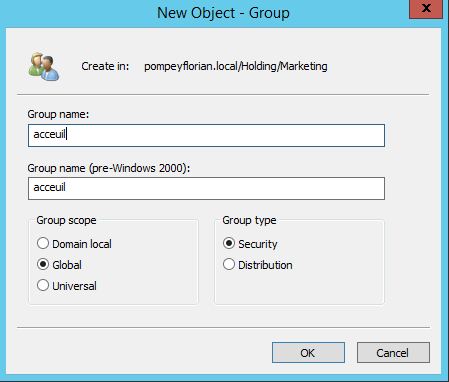 New Object - Group
x
Create in: pompeyflorian.local/Holding/Marketing
Group name:
acceuil
Group name (pre-Windows 2000):
acceuil
Group scope
Domain local
Global
Universal
Group type
Security
Distribution
OK
Cancel